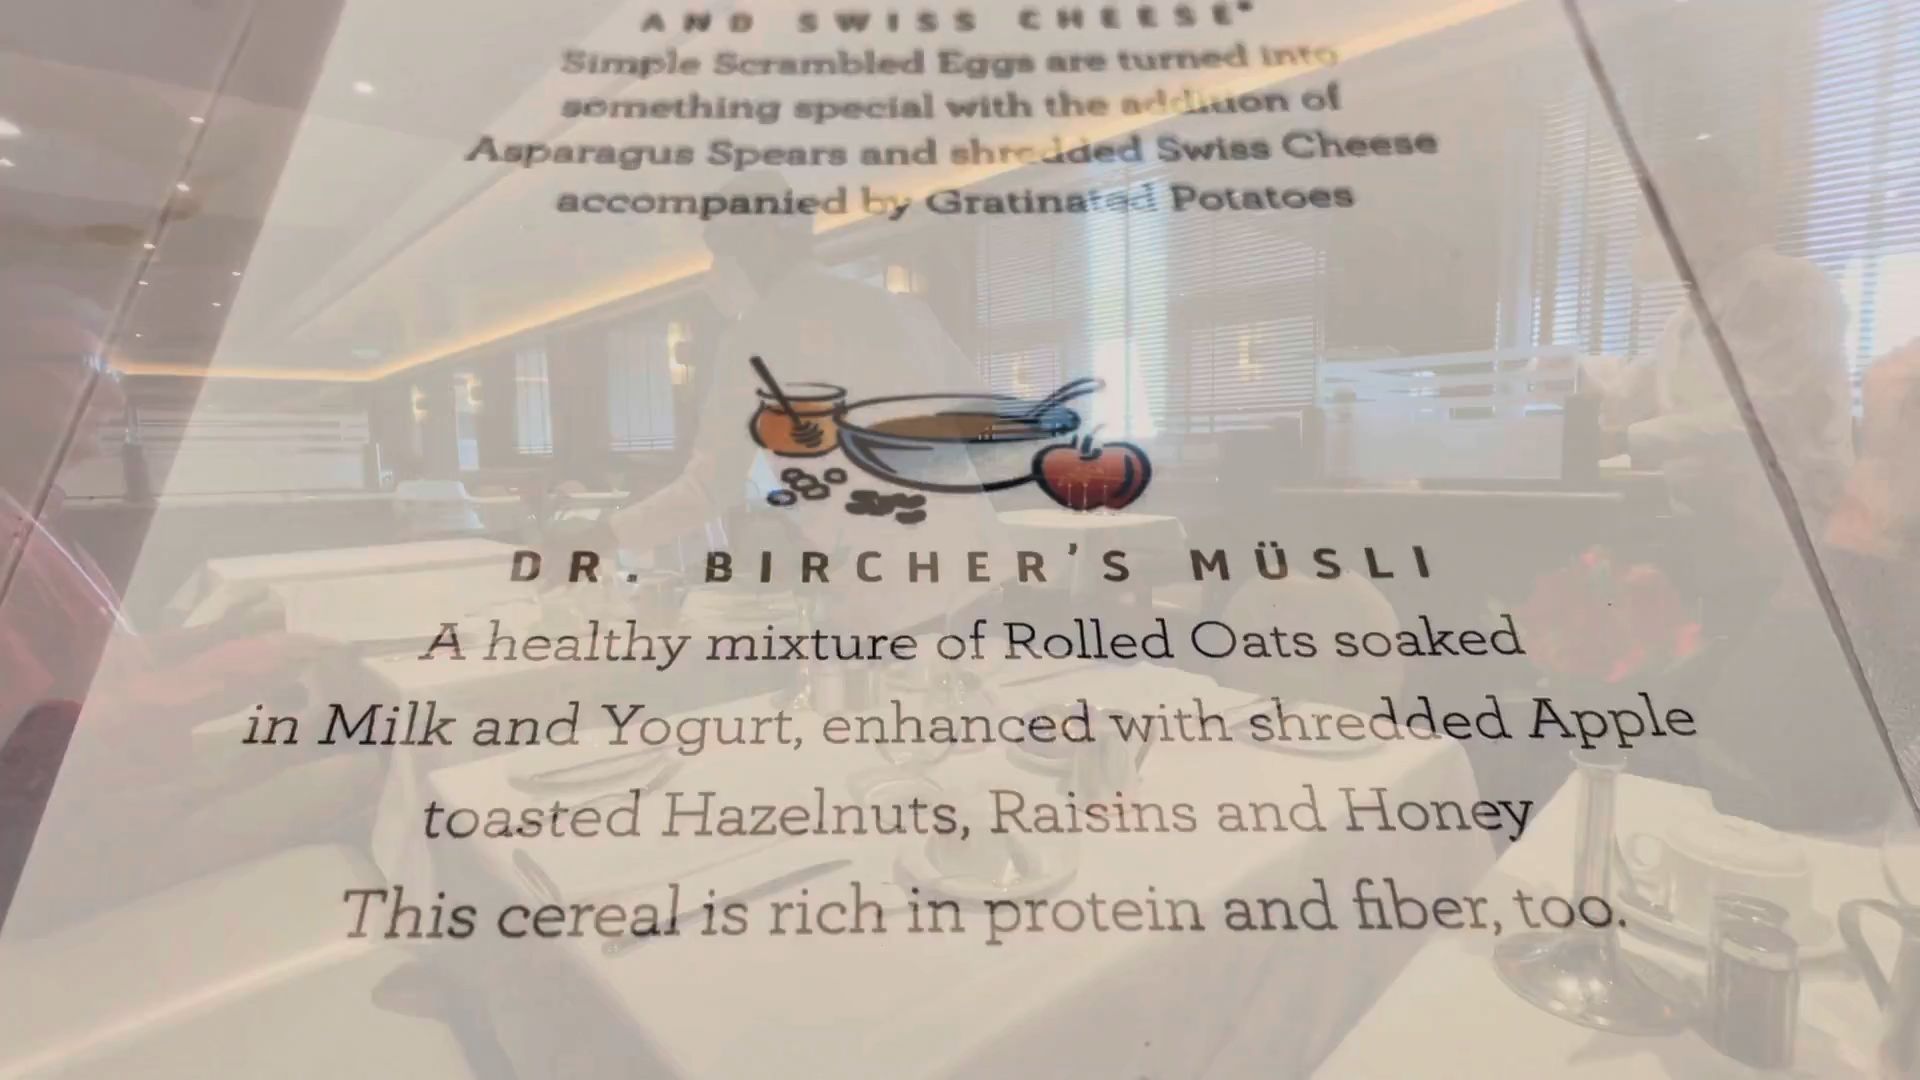 AND SWISS CHEESE*
Simple Scrambled Eggs are turned into
something special with the addition of
Asparagus Spears and shredded Swiss Cheese
accompanied by Gratinated Potatoes
DR. BIRCHER'S MÜSLI
A healthy mixture of Rolled Oats soaked
in Milk and Yogurt, enhanced with shredded Apple
toasted Hazelnuts, Raisins and Honey
This cereal is rich in protein and fiber, too.